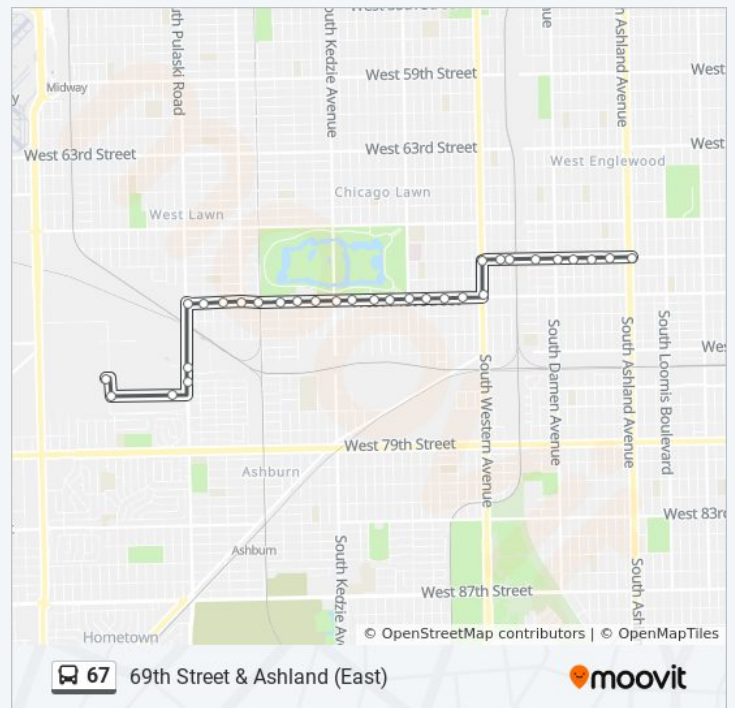 West 59th Street
West
South Pulaski Road
Midway
South Kedzie Avenue
South Ashland Avenue
West 63rd Street
West 63rd Street
West
West Englewood
Chicago Lawn
West Lawn
South Damen Avenue
South Ashland Avenue
South Loomis Boulevard
South Western Avenue
West 79th Street
Ashburn
West 83rd
Ashburn
South Kedzie Av
West 87th Street
South Ash
Hometown
© OpenStreetMap contributors | © OpenMapTiles
67 69th Street & Ashland (East)
moovit